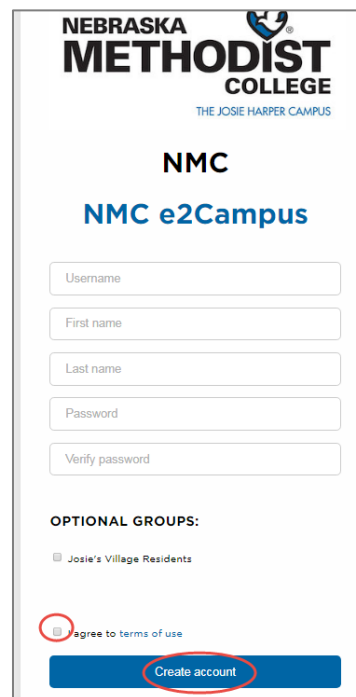 NEBRASKA
METHODIST
®
COLLEGE
THE JOSIE HARPER CAMPUS
NMC
NMC e2Campus
Username
First name
Last name
Password
Verify password
OPTIONAL GROUPS:
Josie's Village Residents
I agree to terms of use
Create account